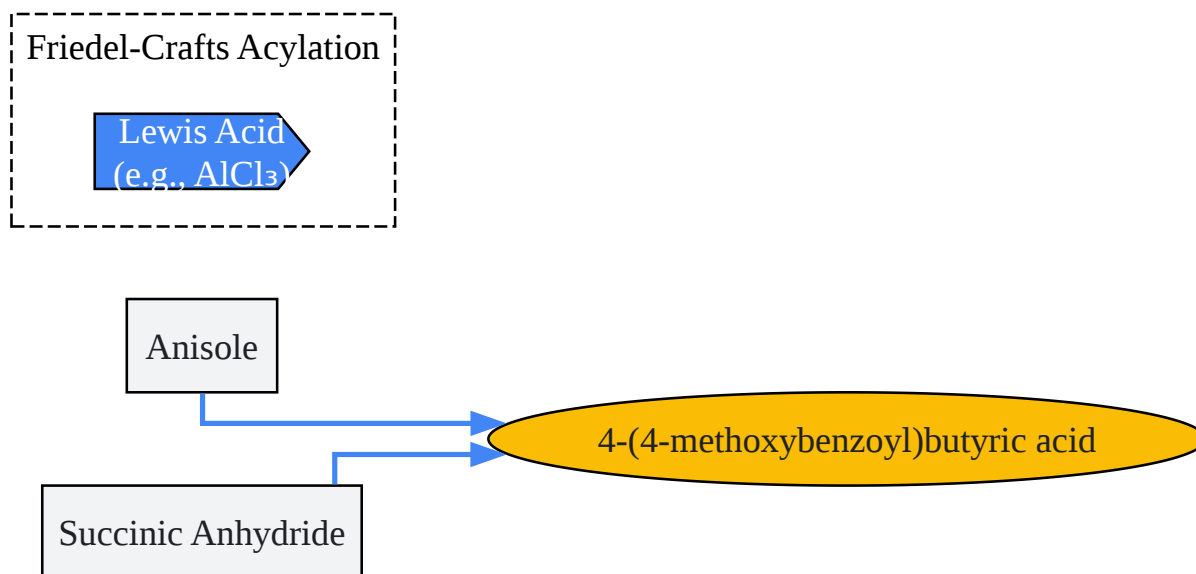 Friedel-Crafts Acylation
Lewis Acid
(e.g., AlCl₃)
Anisole
4-(4-methoxybenzoyl)butyric acid
Succinic Anhydride